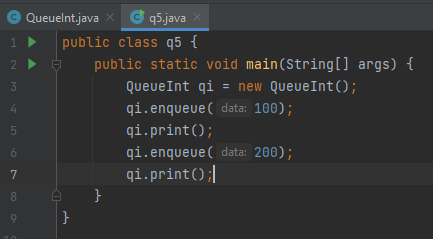 QueueInt.java × q5.java ×
1 public class q5 {
2 public static void main(String[] args) {
3 QueueInt qi = new QueueInt();
4 qi.enqueue( data: 100);
5 qi.print();
6 qi.enqueue( data: 200);
7 qi.print();
8 }
9 }